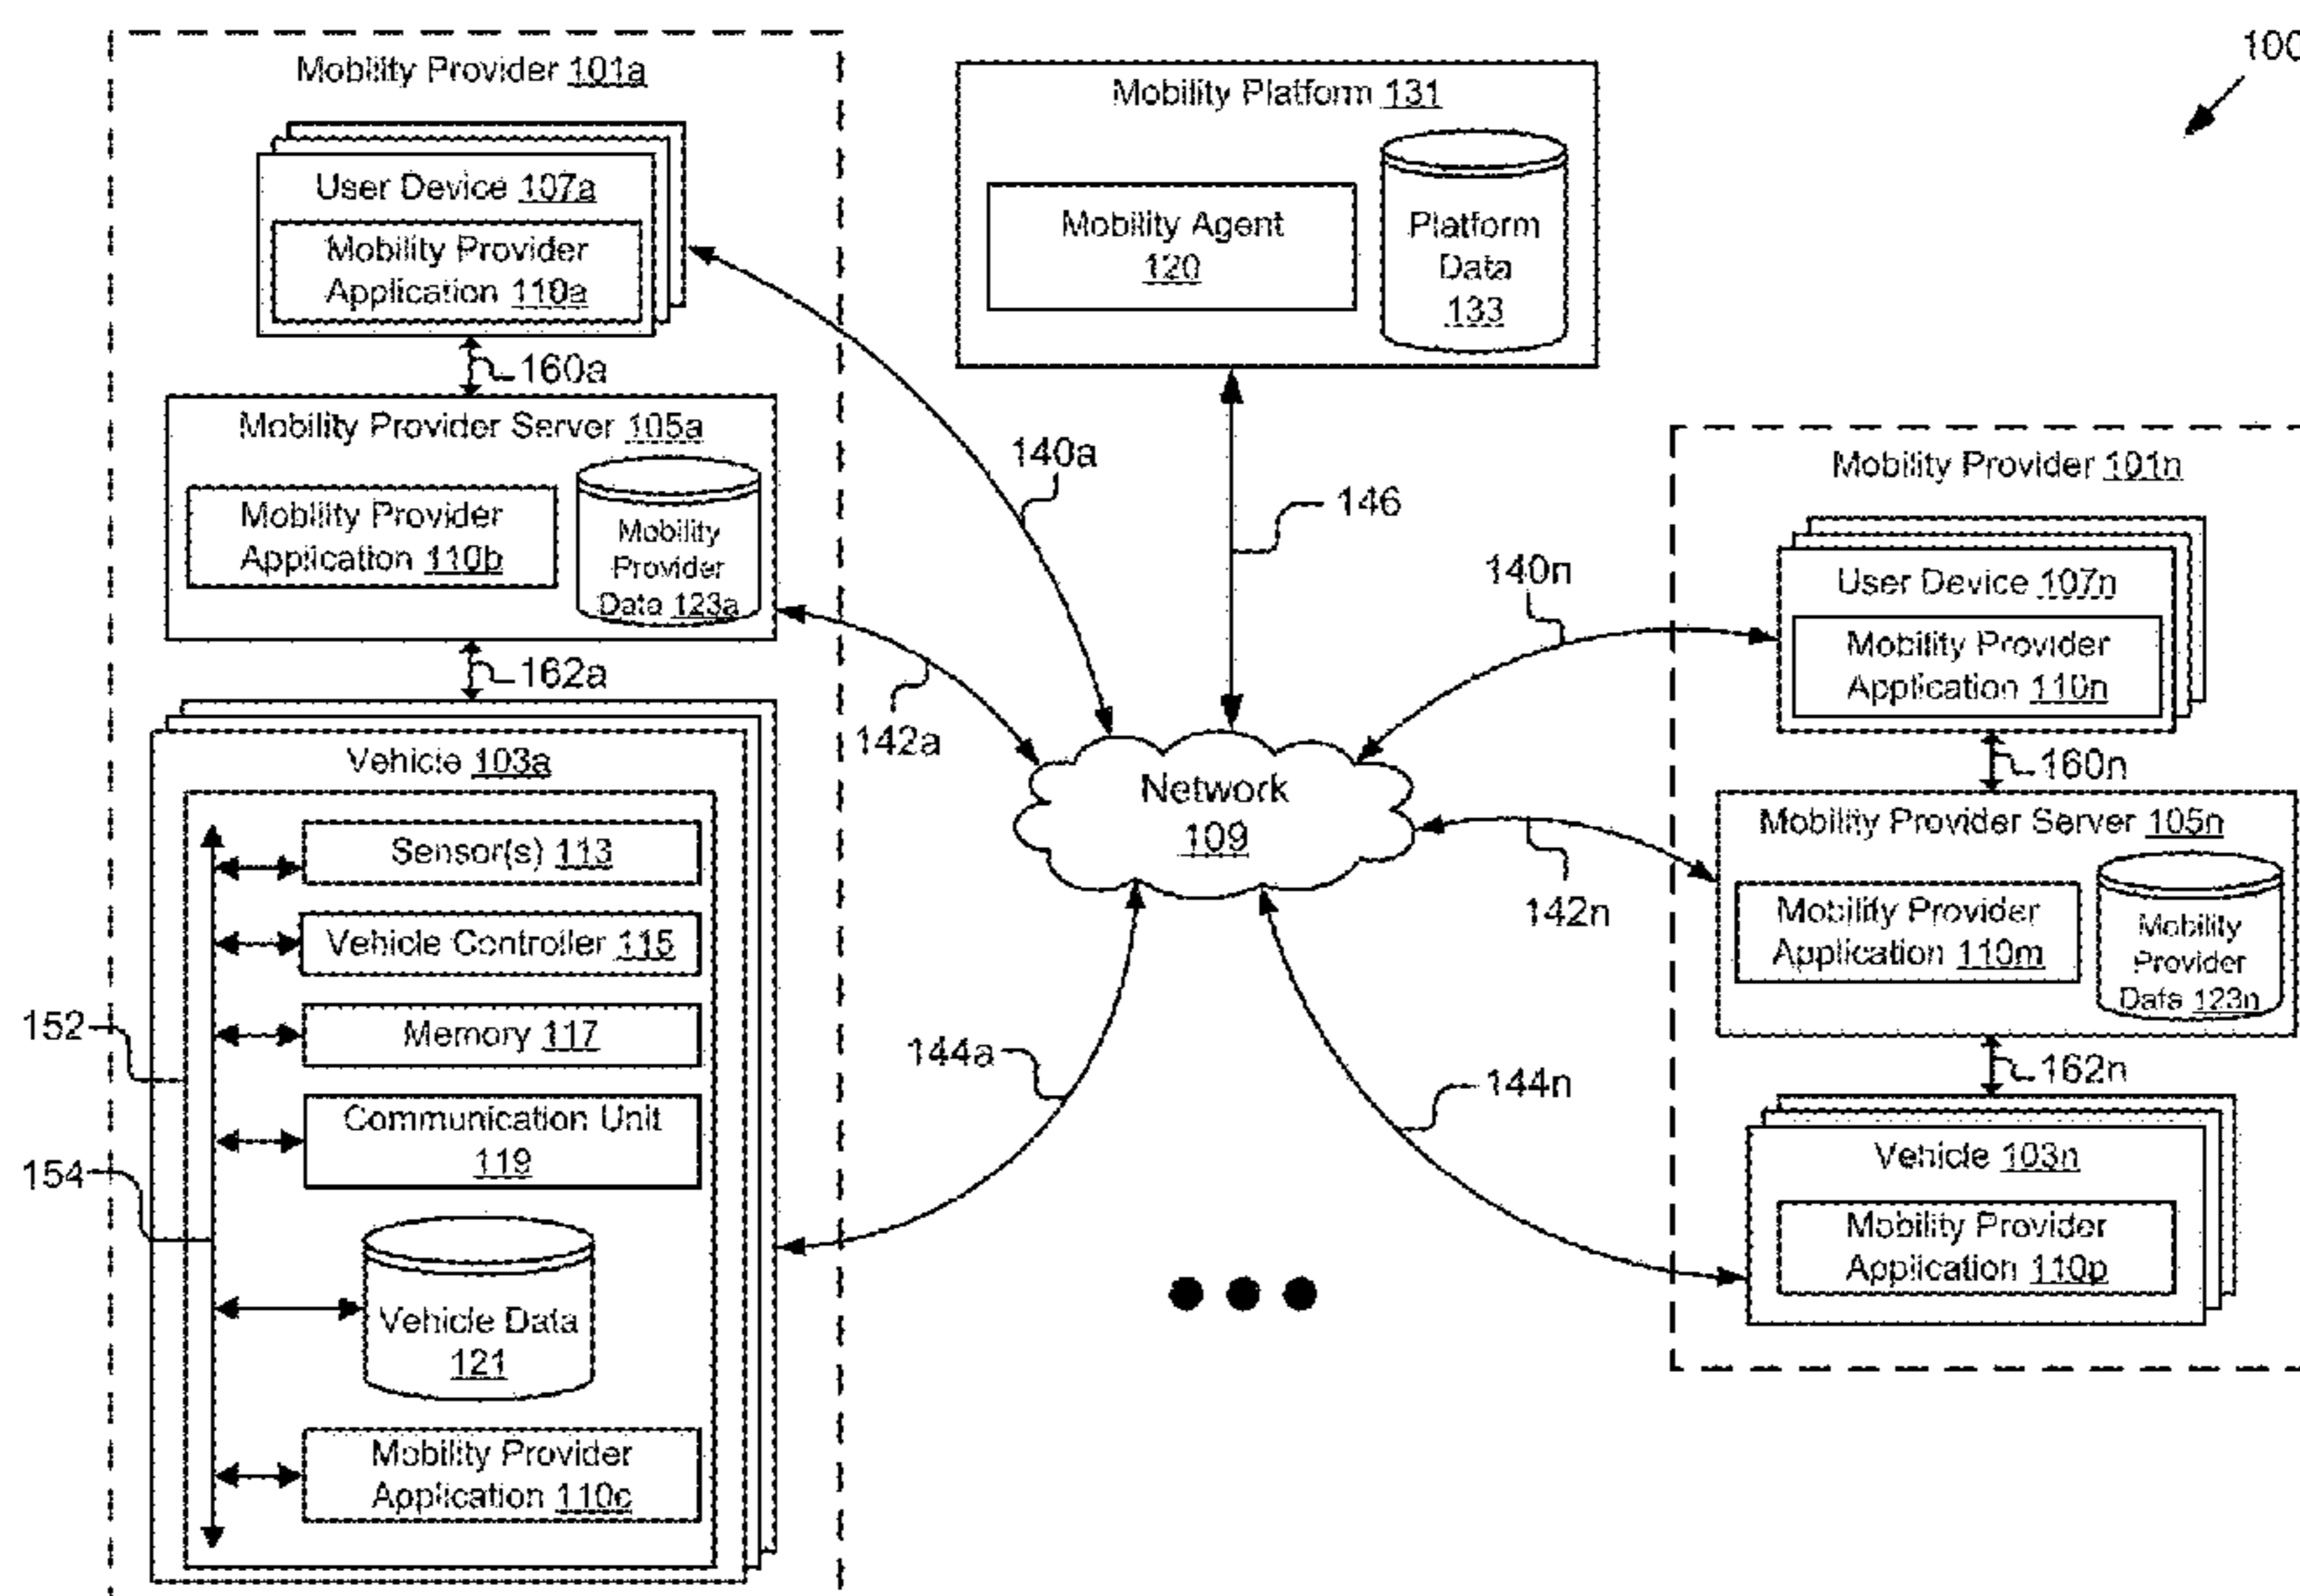 100
Mobility Provider 101a
User Device 107a
Mobility Provider
Application 110a
160a
Mobility Provider Server 105a
Mobility Provider
Application 110b
Mobility
Provider
Data 123a
162a
Vehicle 103a
Sensor(s) 113
Vehicle Controller 115
Memory 117
Communication Unit
119
Vehicle Data
121
Mobility Provider
Application 110c
152
154
Mobility Platform 131
Mobility Agent
120
Platform
Data
133
140a
146
140n
142a
Network
109
142n
144a
144n
Mobility Provider 101n
User Device 107n
Mobility Provider
Application 110n
160n
Mobility Provider Server 105n
Mobility Provider
Application 110m
Mobility
Provider
Data 123n
162n
Vehicle 103n
Mobility Provider
Application 110p